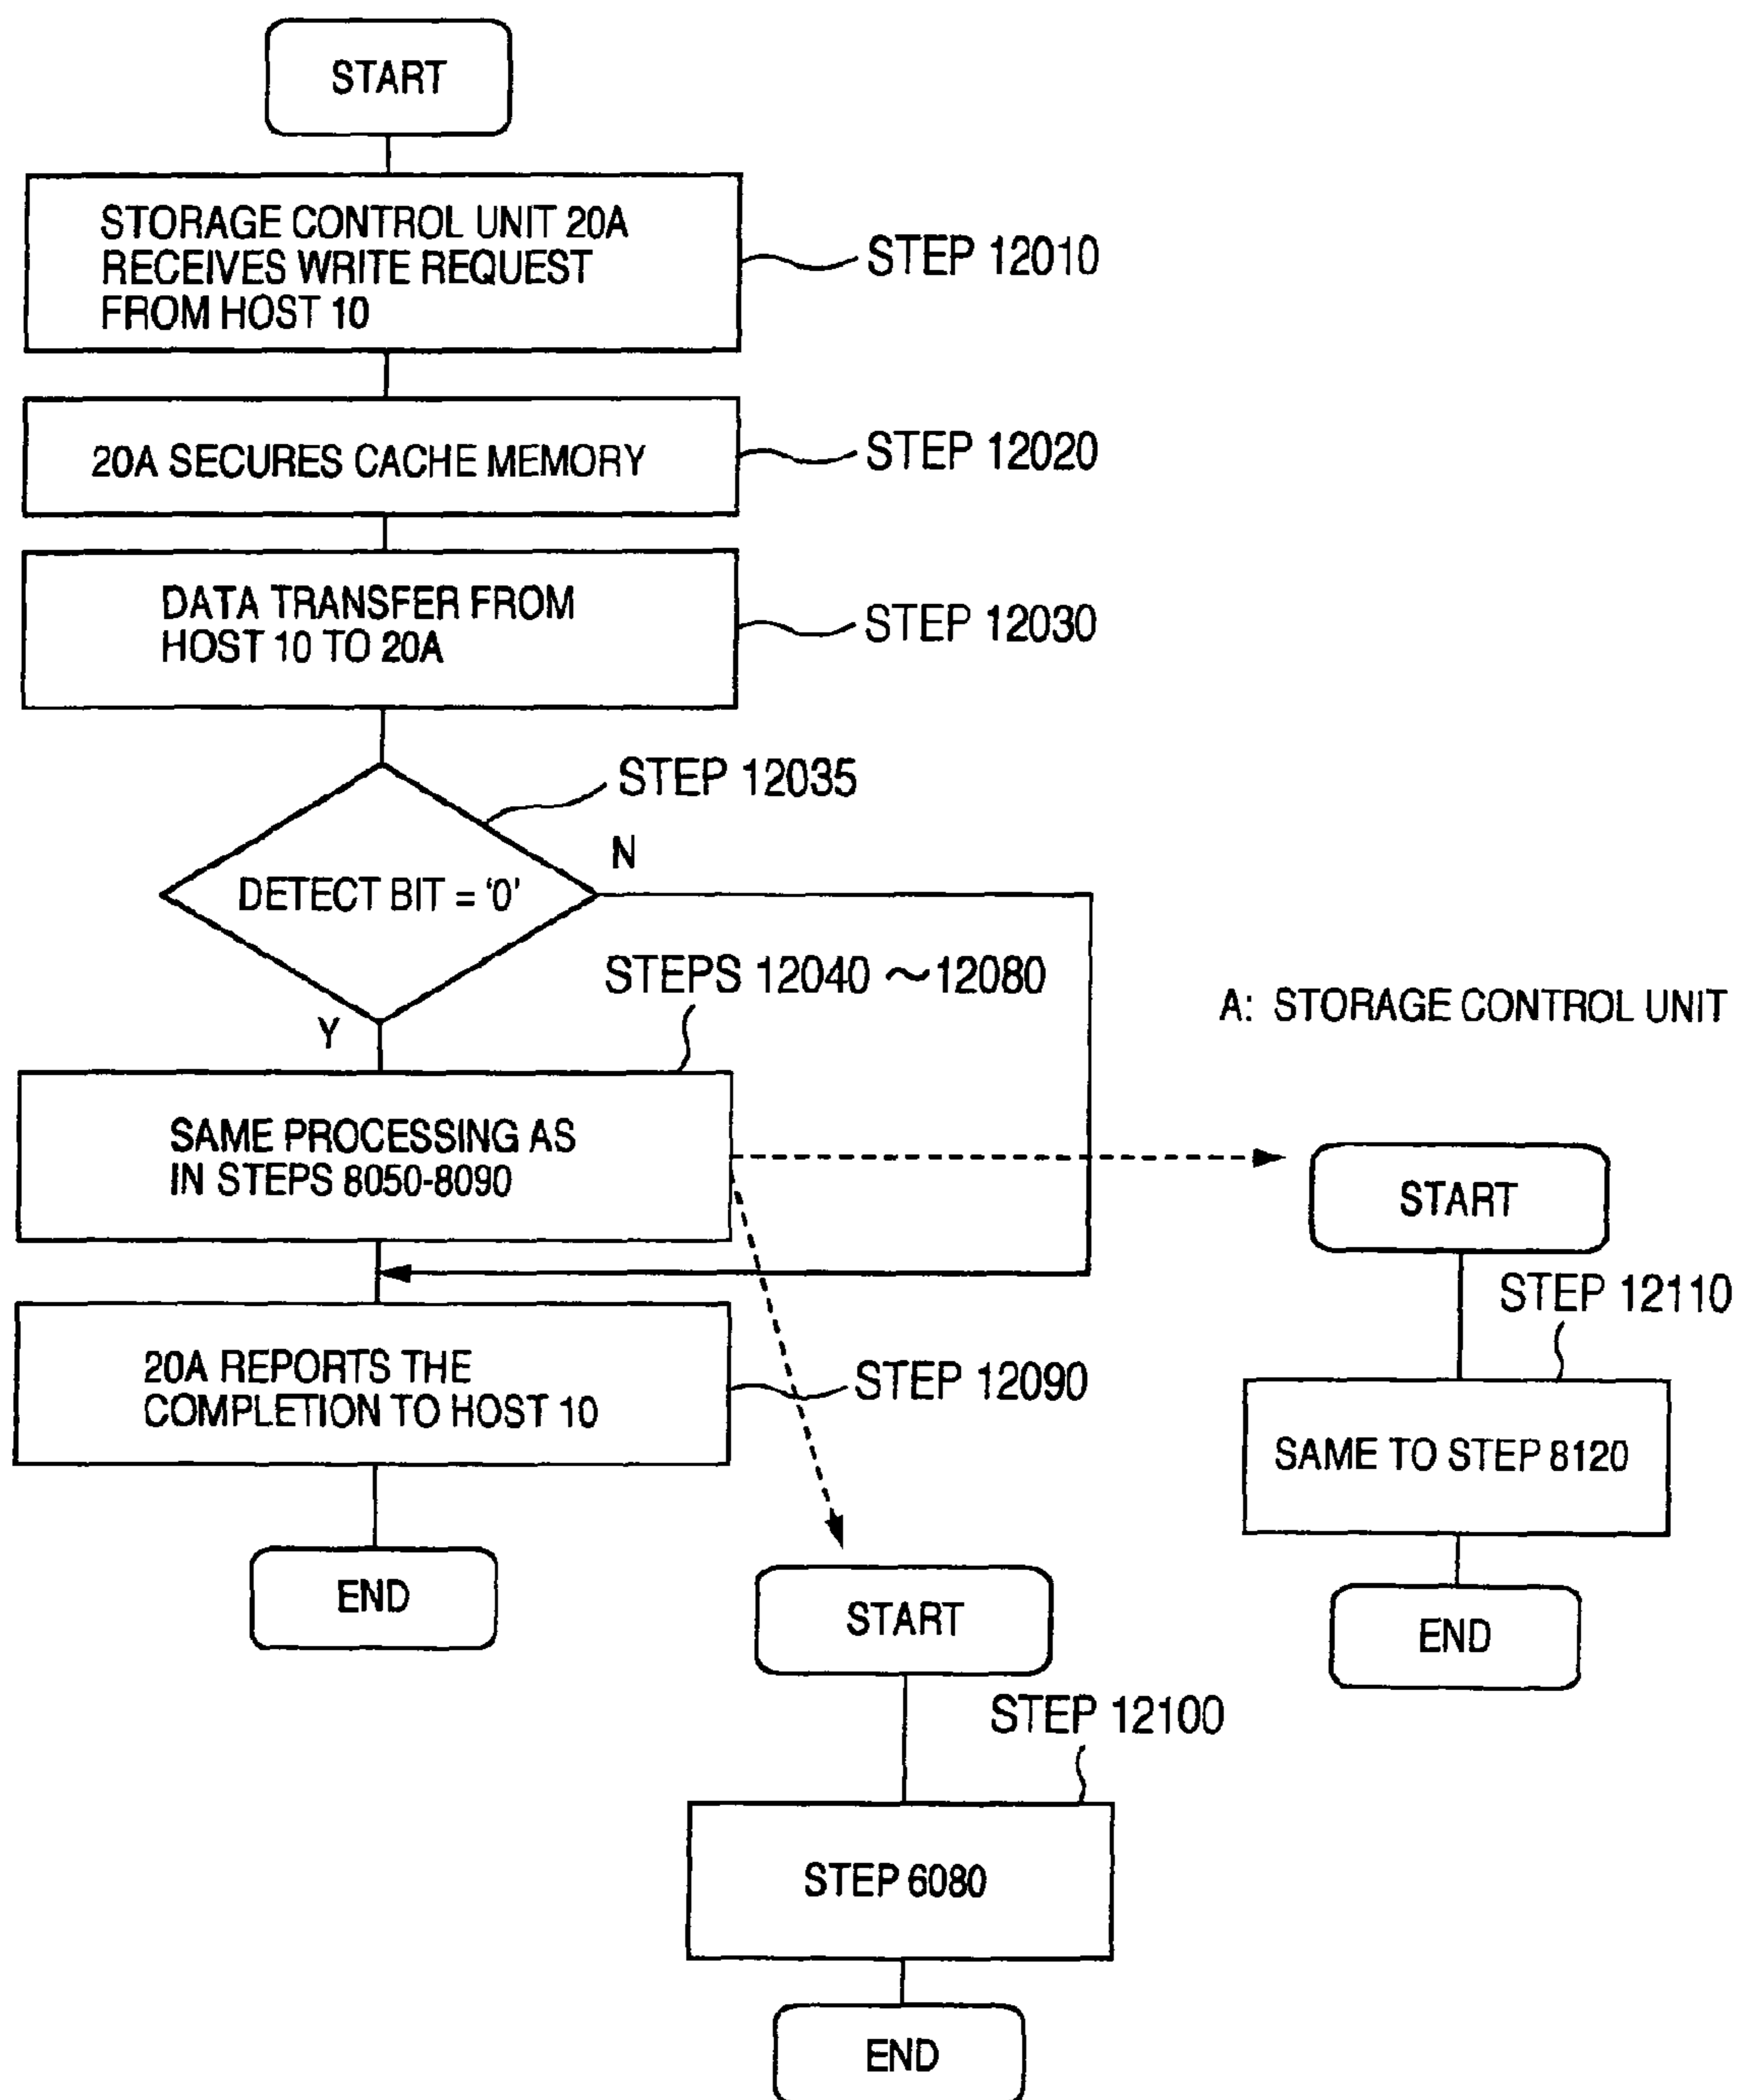 START
STORAGE CONTROL UNIT 20A
RECEIVES WRITE REQUEST
FROM HOST 10
STEP 12010
20A SECURES CACHE MEMORY
STEP 12020
DATA TRANSFER FROM
HOST 10 TO 20A
STEP 12030
STEP 12035
DETECT BIT = '0'
N
Y
STEPS 12040 ～12080
A: STORAGE CONTROL UNIT
SAME PROCESSING AS
IN STEPS 8050-8090
START
STEP 12110
SAME TO STEP 8120
END
20A REPORTS THE
COMPLETION TO HOST 10
STEP 12090
END
START
STEP 12100
STEP 6080
END